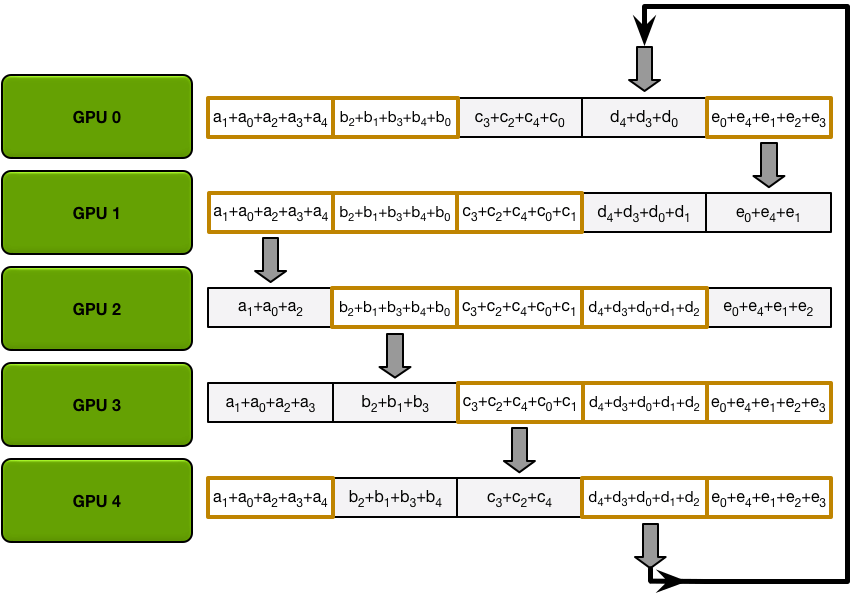 GPU 0 a₁+a₀+a₂+a₃+a₄ b₂+b₁+b₃+b₄+b₀ c₃+c₂+c₄+c₀ d₄+d₃+d₀ e₀+e₄+e₁+e₂+e₃
GPU 1 a₁+a₀+a₂+a₃+a₄ b₂+b₁+b₃+b₄+b₀ c₃+c₂+c₄+c₀+c₁ d₄+d₃+d₀+d₁ e₀+e₄+e₁
GPU 2 a₁+a₀+a₂ b₂+b₁+b₃+b₄+b₀ c₃+c₂+c₄+c₀+c₁ d₄+d₃+d₀+d₁+d₂ e₀+e₄+e₁+e₂
GPU 3 a₁+a₀+a₂+a₃ b₂+b₁+b₃ c₃+c₂+c₄+c₀+c₁ d₄+d₃+d₀+d₁+d₂ e₀+e₄+e₁+e₂+e₃
GPU 4 a₁+a₀+a₂+a₃+a₄ b₂+b₁+b₃+b₄ c₃+c₂+c₄ d₄+d₃+d₀+d₁+d₂ e₀+e₄+e₁+e₂+e₃